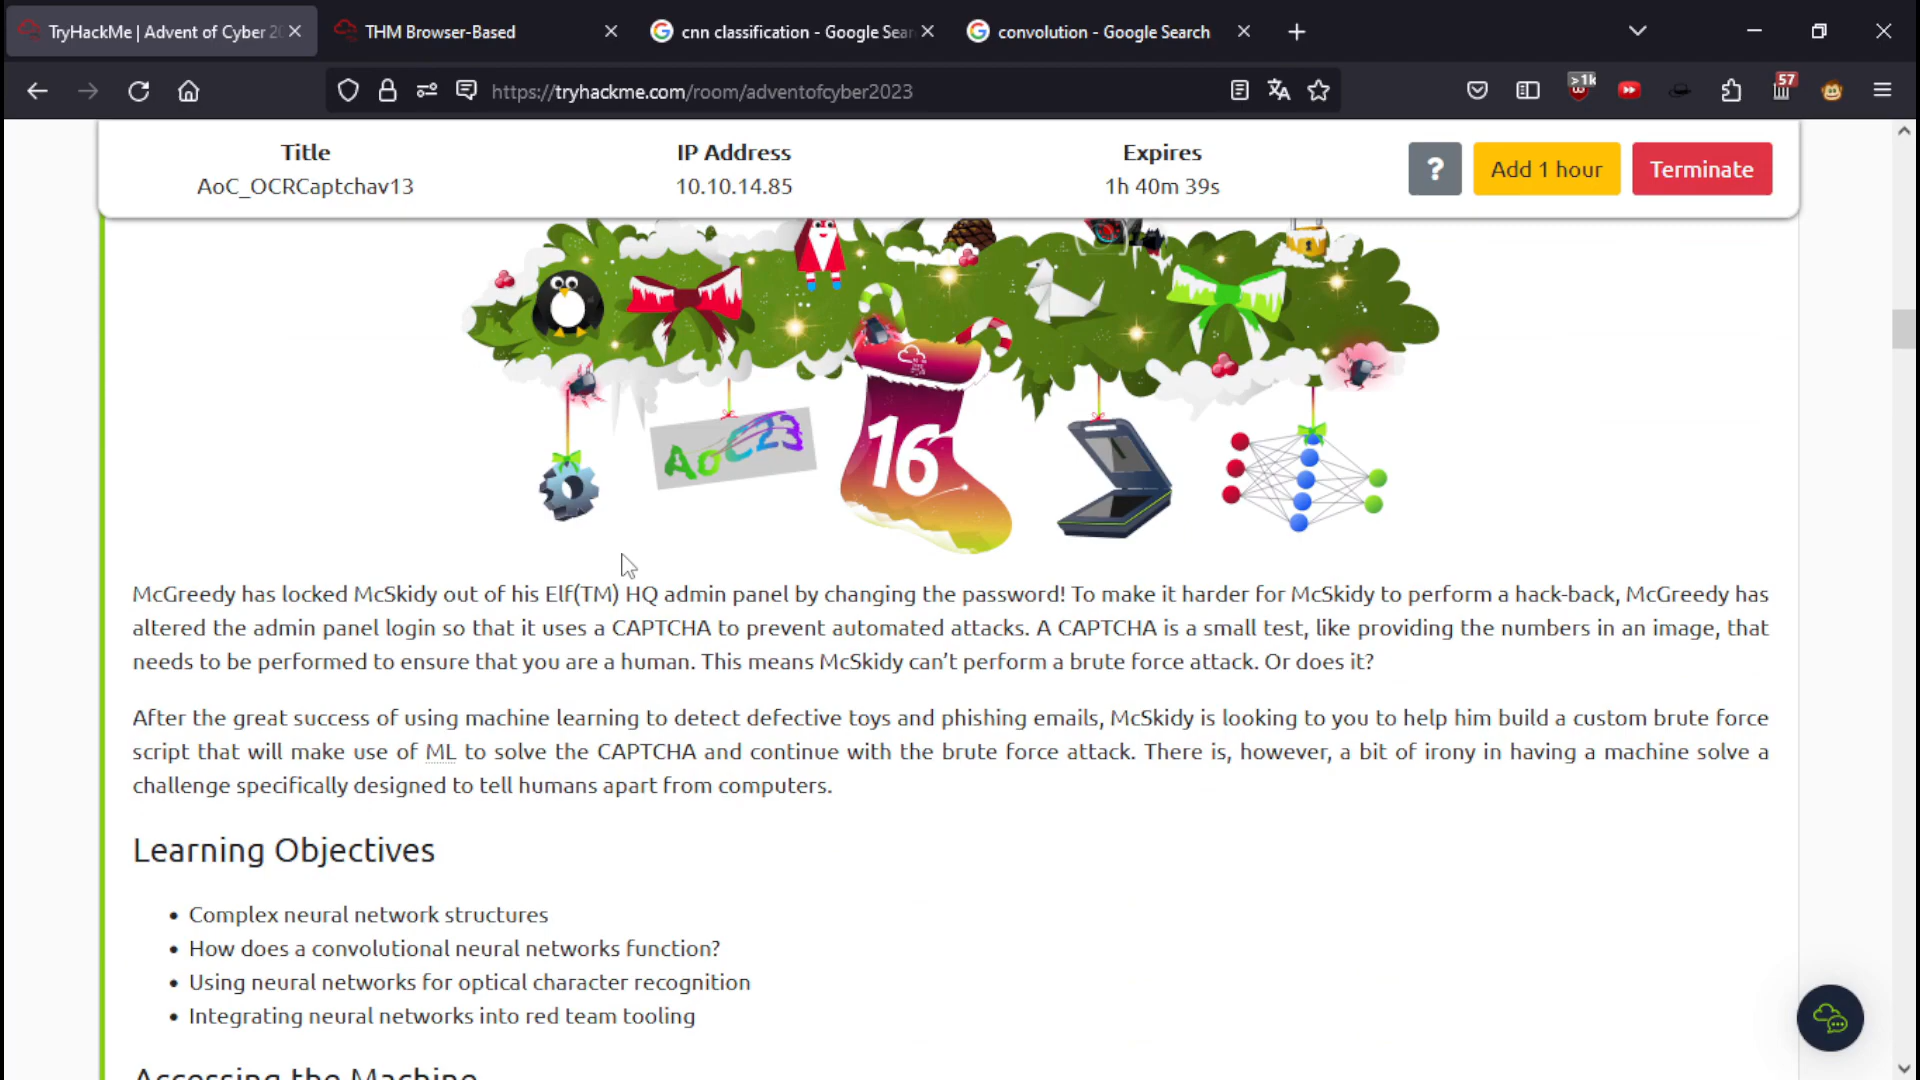 TryHackMe | Advent of Cyber 20
THM Browser-Based
cnn classification - Google Sear
convolution - Google Search
https://tryhackme.com/room/adventofcyber2023
>1k
57
Title
IP Address
Expires
AoC_OCRCaptchav13
10.10.14.85
1h 40m 39s
?
Add 1 hour
Terminate
AoC23
16
McGreedy has locked McSkidy out of his Elf(TM) HQ admin panel by changing the password! To make it harder for McSkidy to perform a hack-back, McGreedy has
altered the admin panel login so that it uses a CAPTCHA to prevent automated attacks. A CAPTCHA is a small test, like providing the numbers in an image, that
needs to be performed to ensure that you are a human. This means McSkidy can’t perform a brute force attack. Or does it?
After the great success of using machine learning to detect defective toys and phishing emails, McSkidy is looking to you to help him build a custom brute force
script that will make use of ML to solve the CAPTCHA and continue with the brute force attack. There is, however, a bit of irony in having a machine solve a
challenge specifically designed to tell humans apart from computers.
Learning Objectives
• Complex neural network structures
• How does a convolutional neural networks function?
• Using neural networks for optical character recognition
• Integrating neural networks into red team tooling
Accessing the Machine